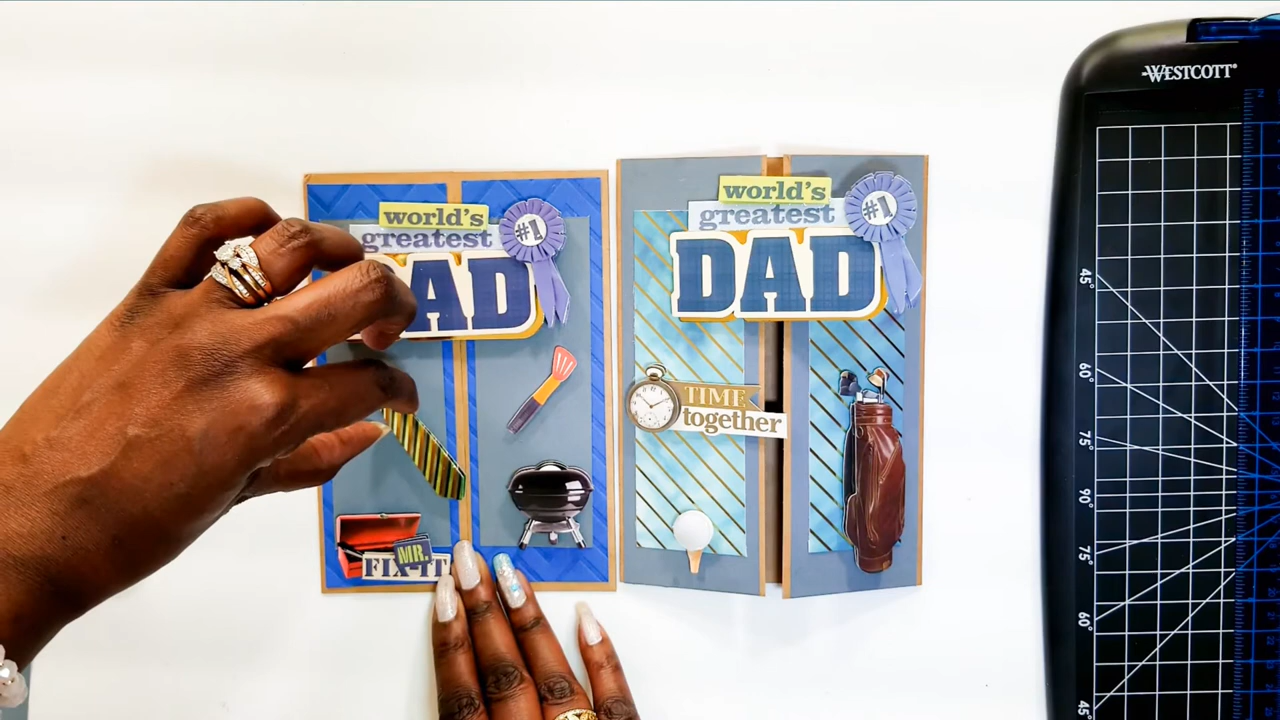 world's
greatest
#1
DAD
MR.
FIX-IT
world's
greatest
#1
DAD
TIME
together
WESTCOTT
45°
60°
75°
90°
75°
60°
45°